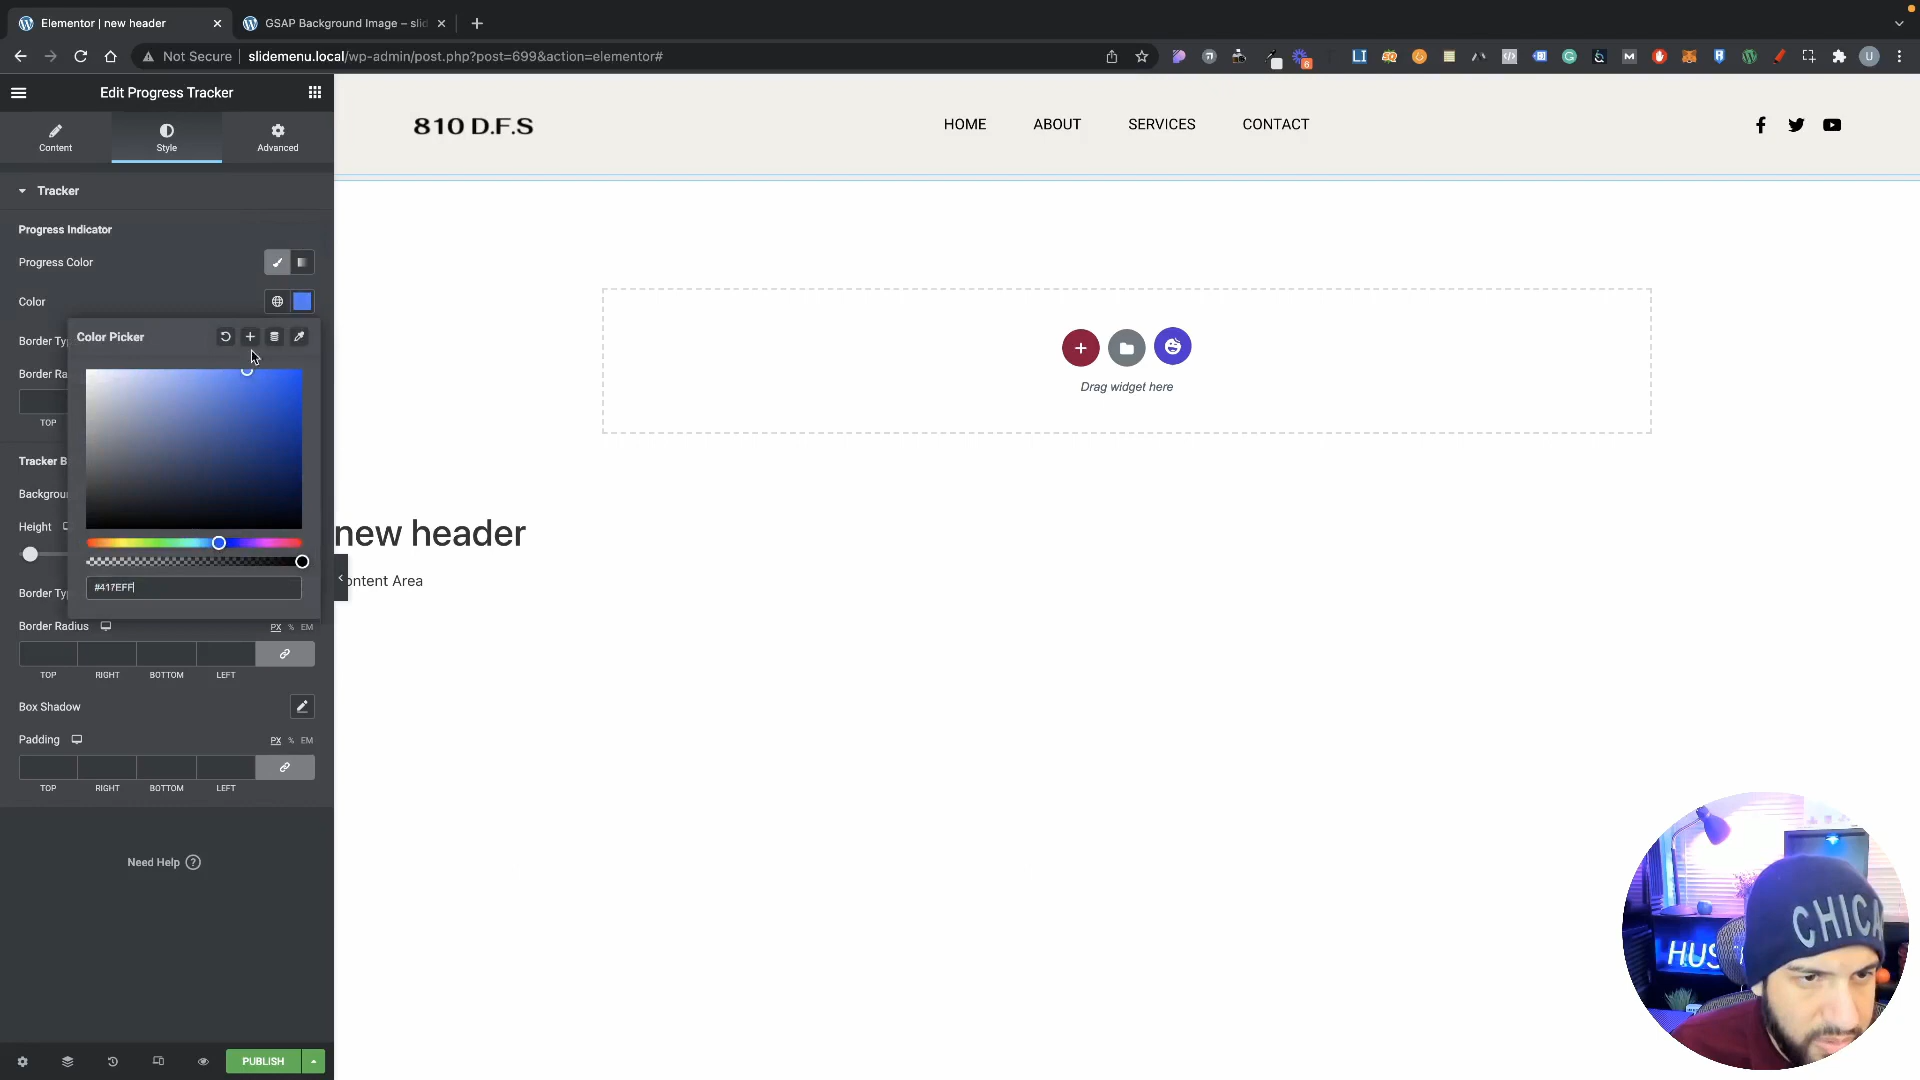 Elementor | new header
GSAP Background Image – slid
Not Secure
slidemenu.local/wp-admin/post.php?post=699&action=elementor#
Edit Progress Tracker
Content
Style
Advanced
Tracker
Progress Indicator
Progress Color
Color
Border Ty
Color Picker
Border Ra
TOP
Tracker B
Backgroun
Height
#417EFF
Border Ty
Border Radius
PX % EM
TOP RIGHT BOTTOM LEFT
Box Shadow
Padding
PX % EM
TOP RIGHT BOTTOM LEFT
Need Help
PUBLISH
810 D.F.S
HOME ABOUT SERVICES CONTACT
Drag widget here
new header
ontent Area
HUS
CHICA